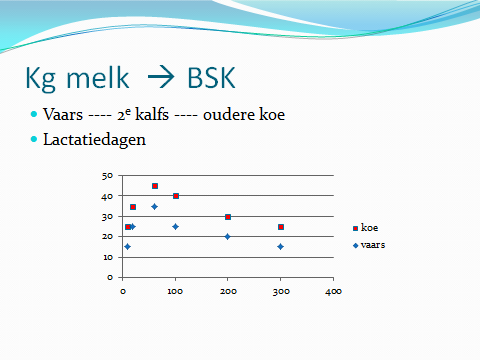 Kg melk → BSK
Vaars ---- 2e kalfs ---- oudere koe
Lactatiedagen
50
40
30
20
10
0
0 100 200 300 400
koe
vaars